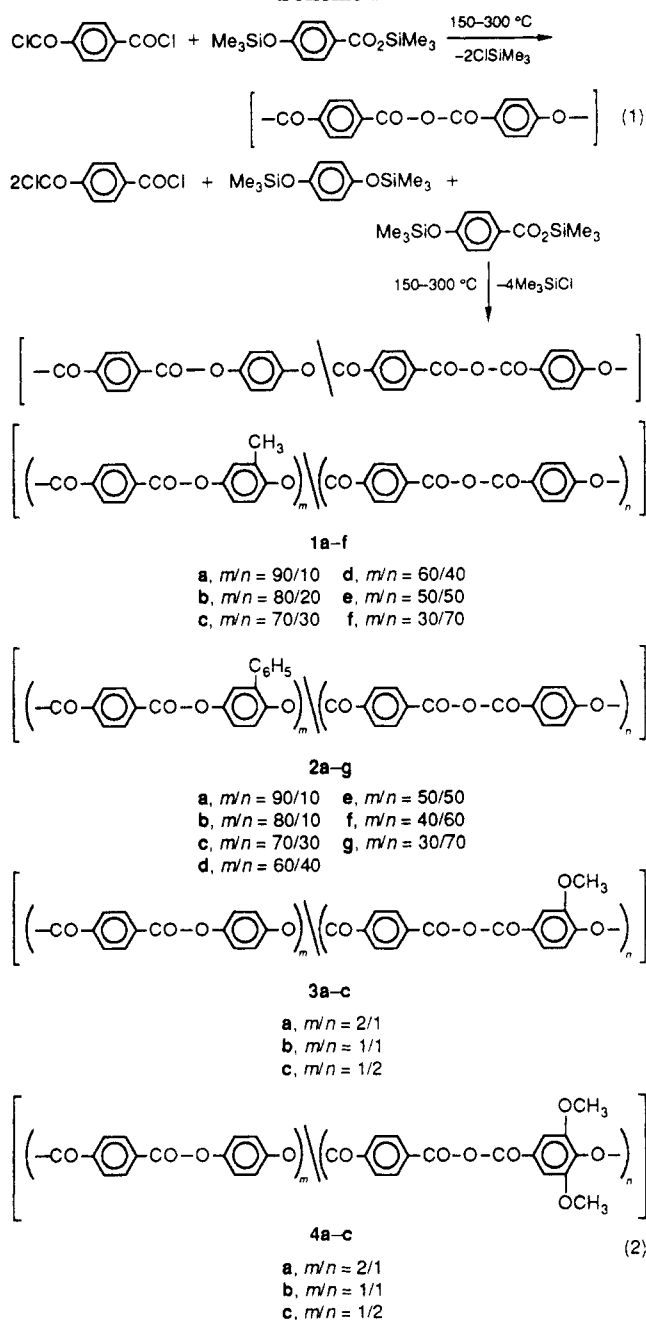 ClCO COCl + Me3SiO CO2SiMe3 150–300 °C –2ClSiMe3
[ —CO CO–O–CO O— ] (1)
2ClCO COCl + Me3SiO OSiMe3 +
Me3SiO CO2SiMe3
150–300 °C –4Me3SiCl
[ —CO CO—O O \ CO CO–O–CO O— ]
CH3
[ (—CO CO–O O)m \ (CO CO–O–CO O—)n ]
1a–f
a, m/n = 90/10 d, m/n = 60/40
b, m/n = 80/20 e, m/n = 50/50
c, m/n = 70/30 f, m/n = 30/70
C6H5
[ (—CO CO–O O)m \ (CO CO–O–CO O—)n ]
2a–g
a, m/n = 90/10 e, m/n = 50/50
b, m/n = 80/10 f, m/n = 40/60
c, m/n = 70/30 g, m/n = 30/70
d, m/n = 60/40
OCH3
[ (—CO CO–O O)m \ (CO CO–O–CO O—)n ]
3a–c
a, m/n = 2/1
b, m/n = 1/1
c, m/n = 1/2
OCH3
[ (—CO CO–O O)m \ (CO CO–O–CO O—)n ]
OCH3
4a–c
(2)
a, m/n = 2/1
b, m/n = 1/1
c, m/n = 1/2